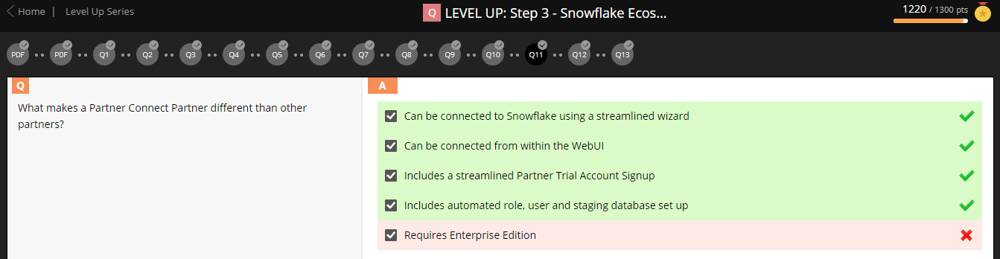 Home | Level Up Series
Q LEVEL UP: Step 3 - Snowflake Ecos...
1220 / 1300 pts
PDF PDF Q1 Q2 Q3 Q4 Q5 Q6 Q7 Q8 Q9 Q10 Q11 Q12 Q13
Q
What makes a Partner Connect Partner different than other
partners?
A
Can be connected to Snowflake using a streamlined wizard
Can be connected from within the WebUI
Includes a streamlined Partner Trial Account Signup
Includes automated role, user and staging database set up
Requires Enterprise Edition